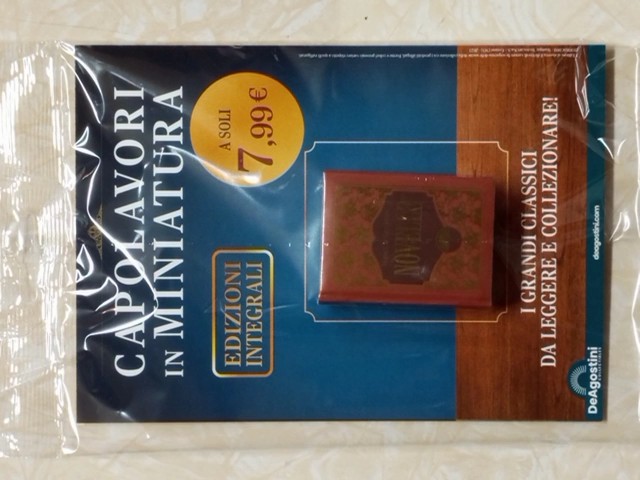 CAPOLAVORI
IN MINIATURA
A SOLI
7,99 €
EDIZIONI
INTEGRALI
NOVELLE
I GRANDI CLASSICI
DA LEGGERE E COLLEZIONARE!
DeAgostini
deagostini.com